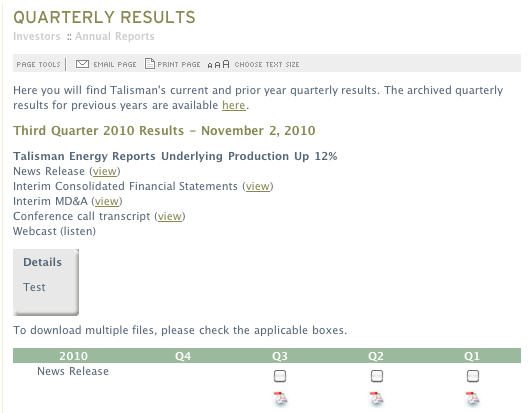 QUARTERLY RESULTS
Investors :: Annual Reports
PAGE TOOLS | EMAIL PAGE PRINT PAGE A A A CHOOSE TEXT SIZE
Here you will find Talisman's current and prior year quarterly results. The archived quarterly
results for previous years are available here.
Third Quarter 2010 Results - November 2, 2010
Talisman Energy Reports Underlying Production Up 12%
News Release (view)
Interim Consolidated Financial Statements (view)
Interim MD&A (view)
Conference call transcript (view)
Webcast (listen)
Details
Test
To download multiple files, please check the applicable boxes.
2010 Q4 Q3 Q2 Q1
News Release